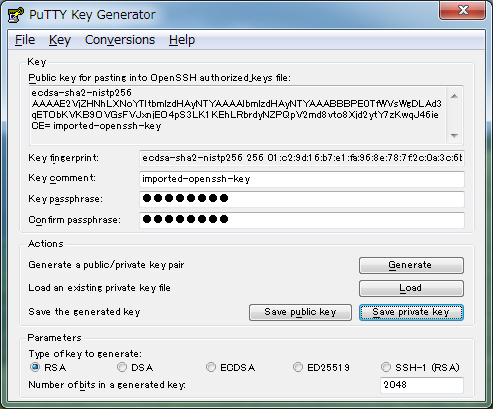 PuTTY Key Generator
File Key Conversions Help
Key
Public key for pasting into OpenSSH authorized_keys file:
ecdsa-sha2-nistp256
imported-openssh-key
Key fingerprint: ecdsa-sha2-nistp256 256 01:c2:9d:16:b7:e1:fa:96:8e:78:7f:2c:0a:3c:6b
Key comment: imported-openssh-key
Key passphrase: ●●●●●●●●
Confirm passphrase: ●●●●●●●●
Actions
Generate a public/private key pair Generate
Load an existing private key file Load
Save the generated key Save public key Save private key
Parameters
Type of key to generate:
RSA DSA ECDSA ED25519 SSH-1 (RSA)
Number of bits in a generated key: 2048